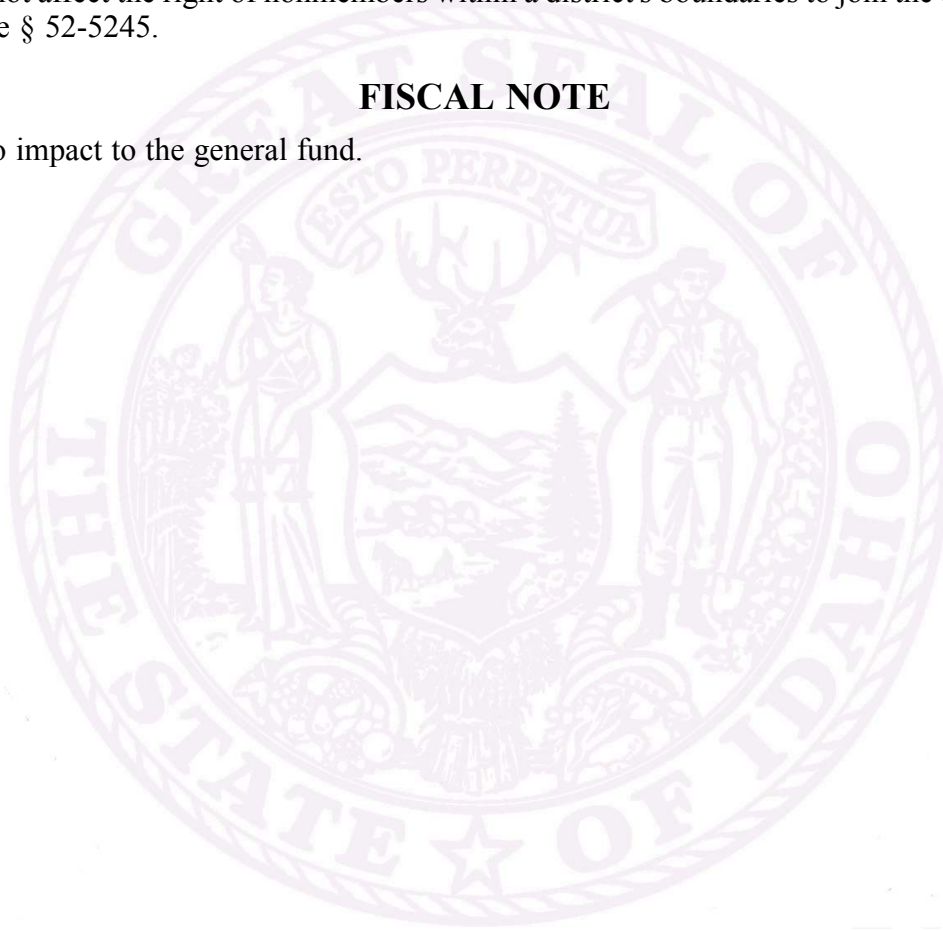 not affect the right of nonmembers within a district's boundaries to join the
e § 52-5245.
FISCAL NOTE
o impact to the general fund.
GREAT SEAL OF
ESTO PERPETUA
THE STATE OF IDAHO